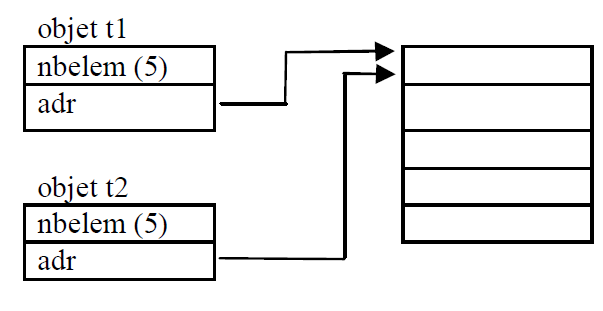 objet t1
nbelem (5)
adr
objet t2
nbelem (5)
adr